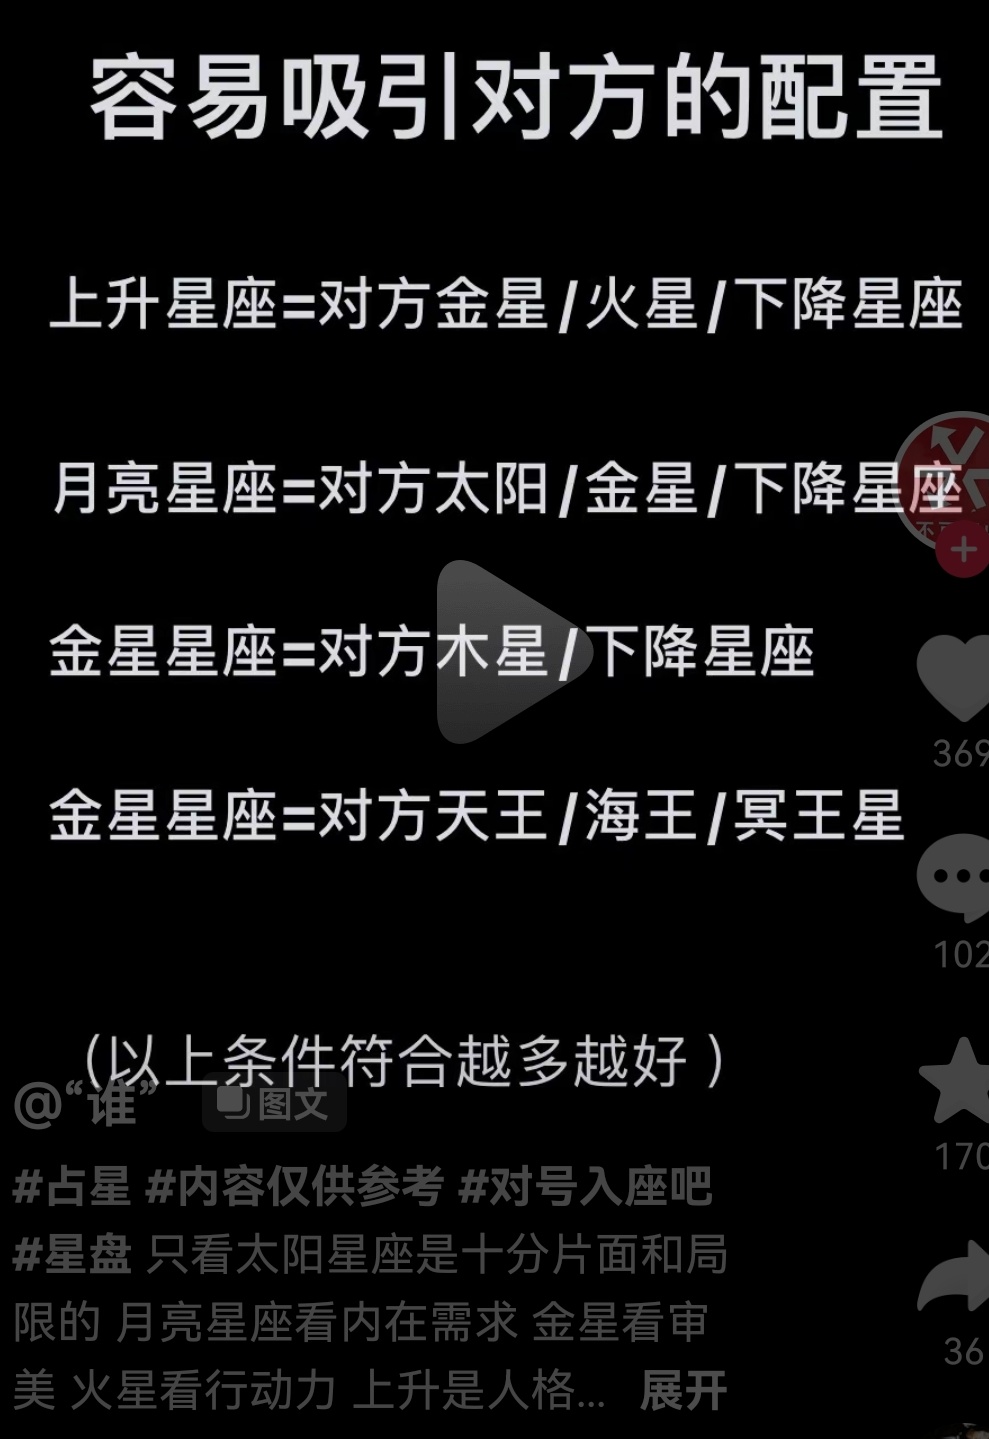 容易吸引对方的配置
上升星座=对方金星/火星/下降星座
月亮星座=对方太阳/金星/下降星座
金星星座=对方木星/下降星座
金星星座=对方天王/海王/冥王星
（以上条件符合越多越好 ）
369
102
170
36
@“谁” 图文
#占星 #内容仅供参考 #对号入座吧
#星盘 只看太阳星座是十分片面和局
限的 月亮星座看内在需求 金星看审
美 火星看行动力 上升是人格... 展开